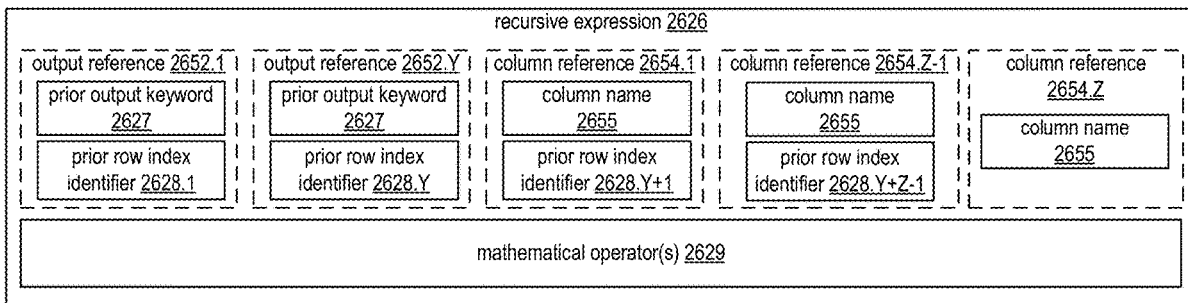 recursive expression 2626
output reference 2652.1
prior output keyword
2627
prior row index
identifier 2628.1
output reference 2652.Y
prior output keyword
2627
prior row index
identifier 2628.Y
column reference 2654.1
column name
2655
prior row index
identifier 2628.Y+1
column reference 2654.Z-1
column name
2655
prior row index
identifier 2628.Y+Z-1
column reference
2654.Z
column name
2655
mathematical operator(s) 2629